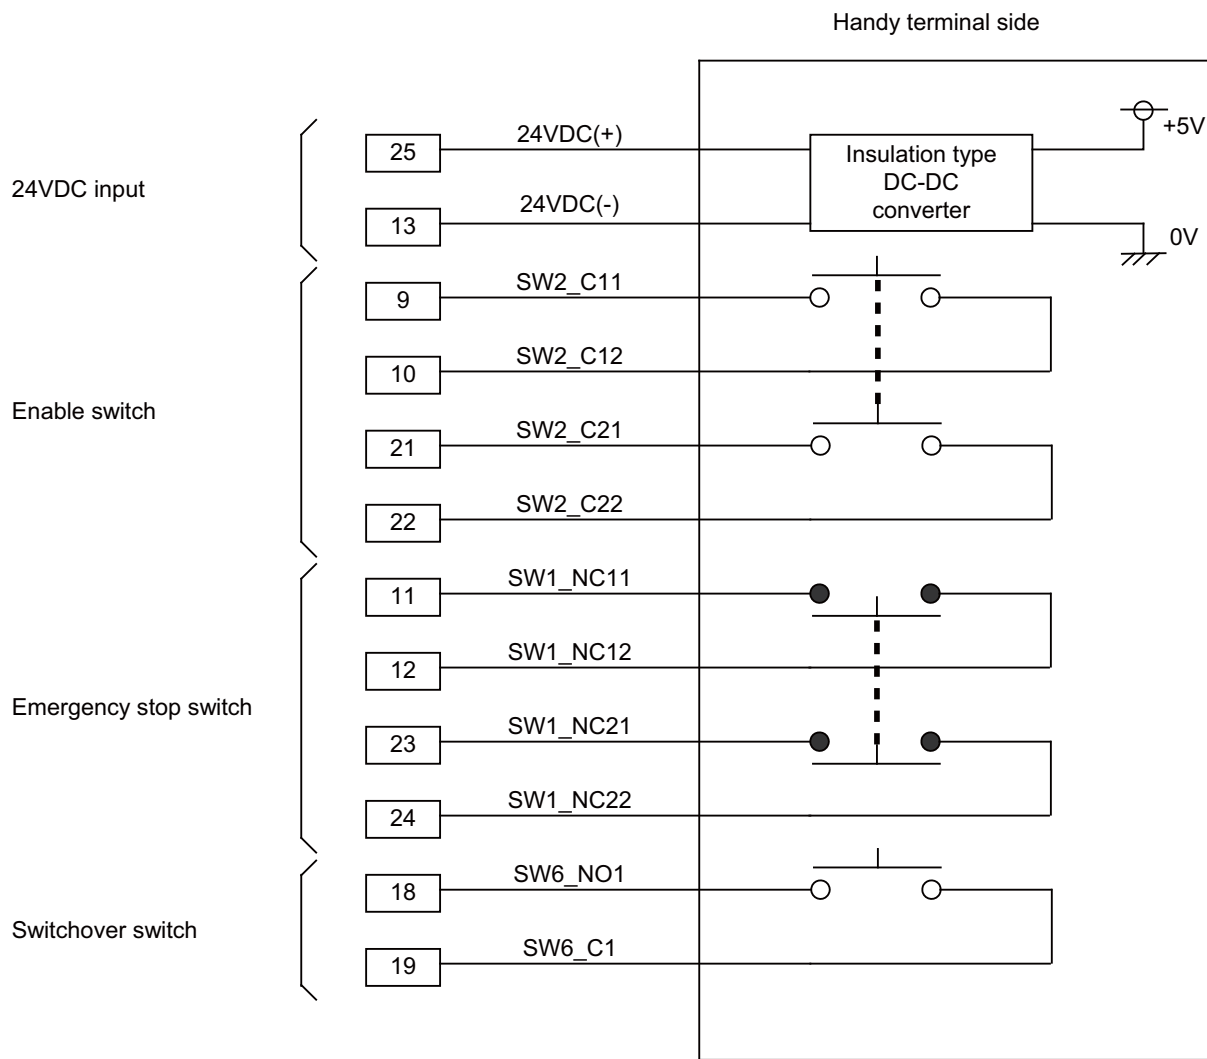 Handy terminal side
24VDC input
25
24VDC(+)
13
24VDC(-)
Insulation type
DC-DC
converter
+5V
0V
Enable switch
9
SW2_C11
10
SW2_C12
21
SW2_C21
22
SW2_C22
Emergency stop switch
11
SW1_NC11
12
SW1_NC12
23
SW1_NC21
24
SW1_NC22
Switchover switch
18
SW6_NO1
19
SW6_C1